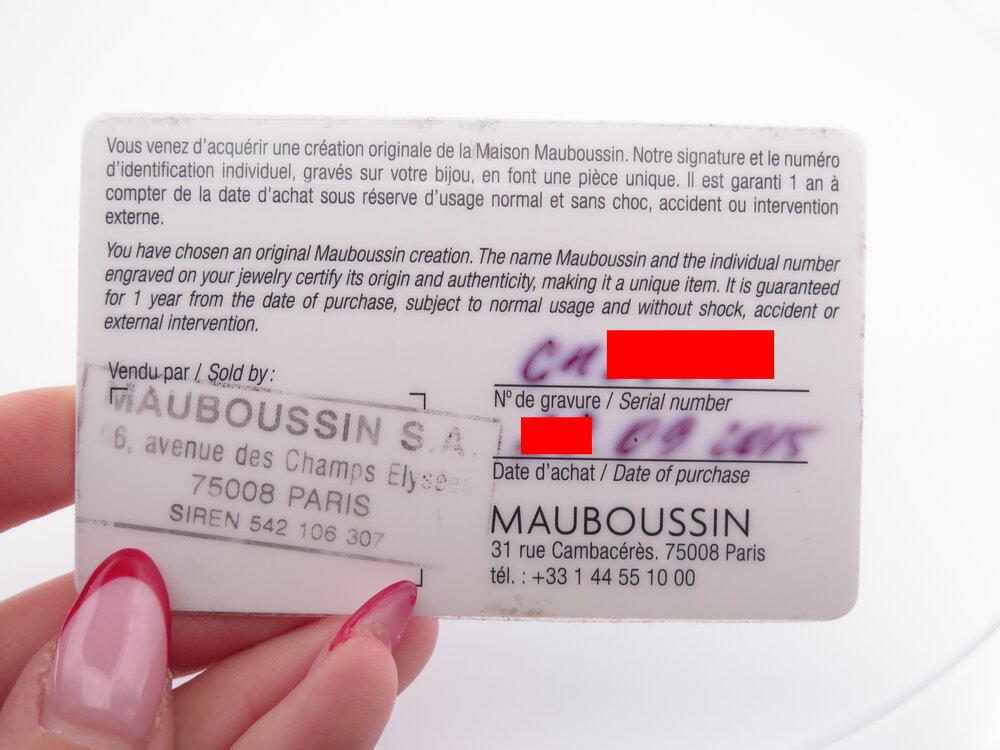 Vous venez d'acquérir une création originale de la Maison Mauboussin. Notre signature et le numéro
d'identification individuel, gravés sur votre bijou, en font une pièce unique. Il est garanti 1 an à
compter de la date d'achat sous réserve d'usage normal et sans choc, accident ou intervention
externe.
You have chosen an original Mauboussin creation. The name Mauboussin and the individual number
engraved on your jewelry certify its origin and authenticity, making it a unique item. It is guaranteed
for 1 year from the date of purchase, subject to normal usage and without shock, accident or
external intervention.
Vendu par / Sold by:
MAUBOUSSIN S.A.
6, avenue des Champs Elysées
75008 PARIS
SIREN 542 106 307
N° de gravure / Serial number
09 2015
Date d'achat / Date of purchase
MAUBOUSSIN
31 rue Cambacérès. 75008 Paris
tél. : +33 1 44 55 10 00